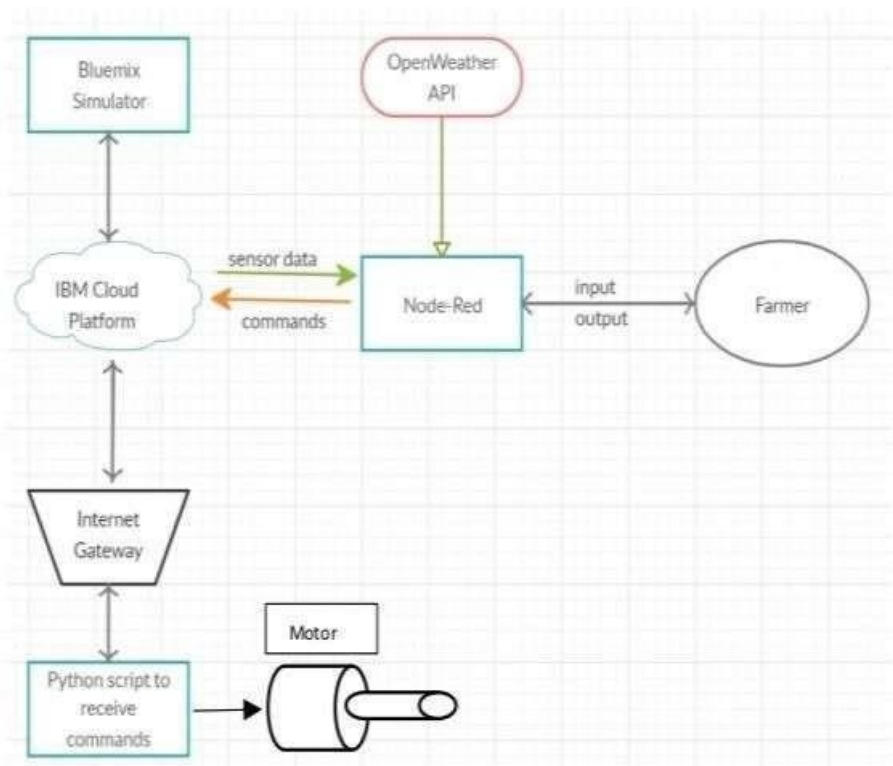 Bluemix
Simulator
OpenWeather
API
sensor data
IBM Cloud
Platform
commands
Node-Red
input
output
Farmer
Internet
Gateway
Motor
Python script to
receive
commands